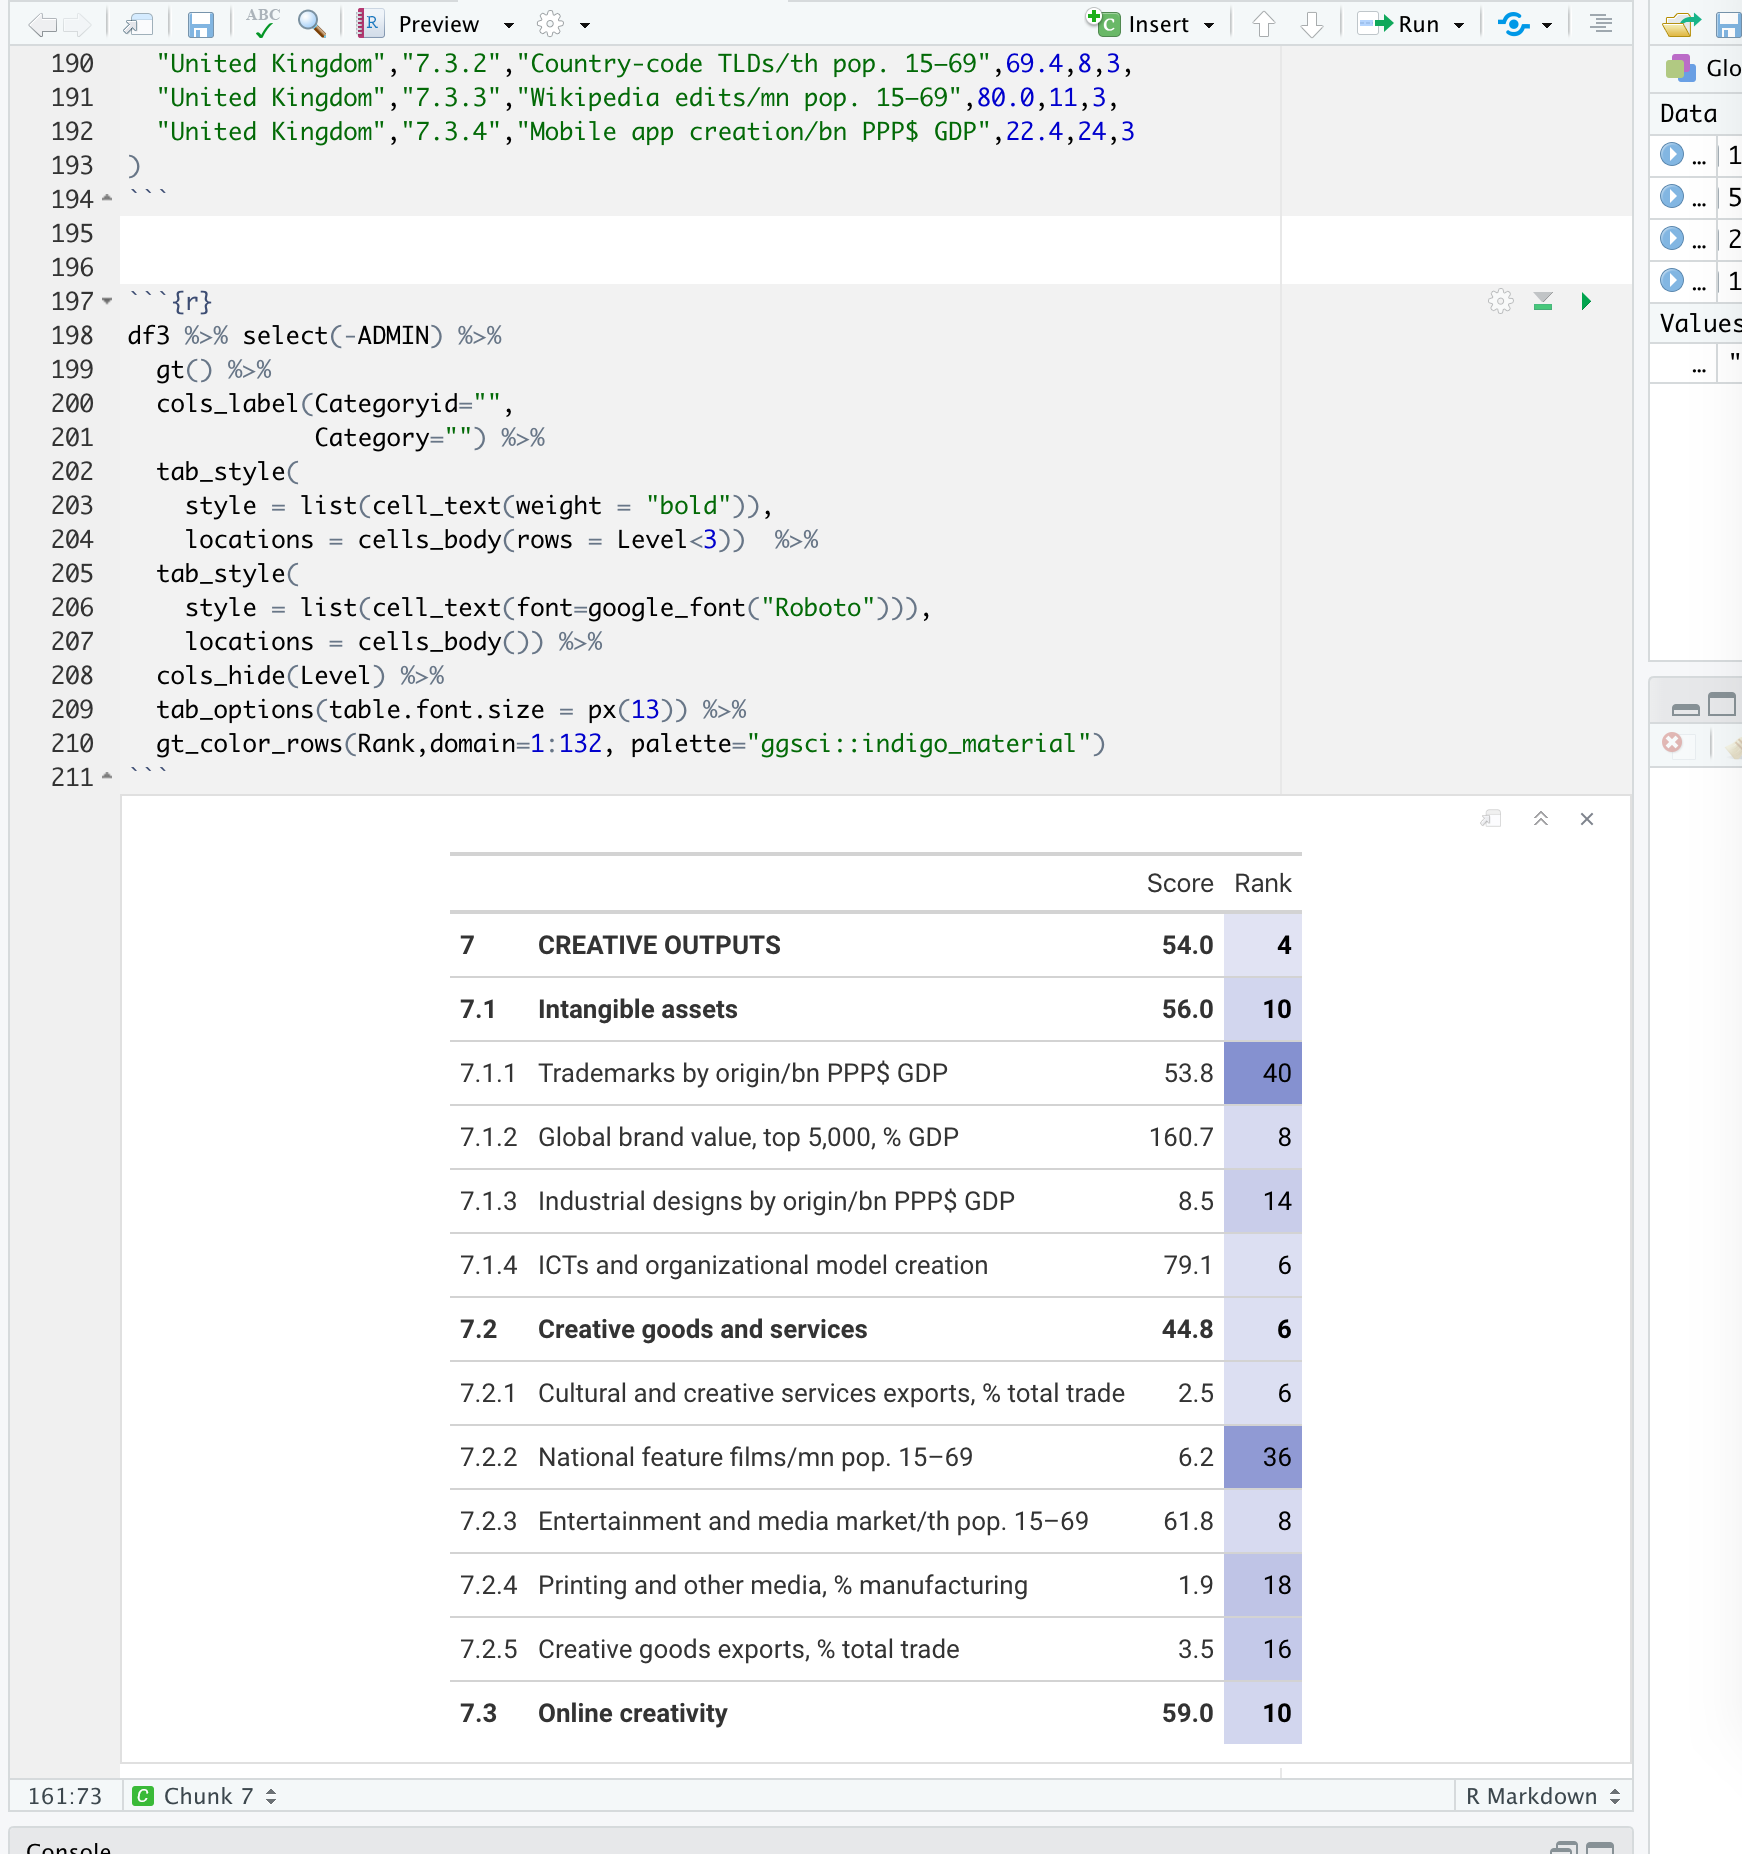 ABC R Preview C Insert Run
190 "United Kingdom","7.3.2","Country-code TLDs/th pop. 15–69",69.4,8,3,
191 "United Kingdom","7.3.3","Wikipedia edits/mn pop. 15–69",80.0,11,3,
192 "United Kingdom","7.3.4","Mobile app creation/bn PPP$ GDP",22.4,24,3
193 )
194 ```
195
196
197 ```{r}
198 df3 %>% select(-ADMIN) %>%
199 gt() %>%
200 cols_label(Categoryid="",
201 Category="") %>%
202 tab_style(
203 style = list(cell_text(weight = "bold")),
204 locations = cells_body(rows = Level<3)) %>%
205 tab_style(
206 style = list(cell_text(font=google_font("Roboto"))),
207 locations = cells_body()) %>%
208 cols_hide(Level) %>%
209 tab_options(table.font.size = px(13)) %>%
210 gt_color_rows(Rank,domain=1:132, palette="ggsci::indigo_material")
211 ```
Score Rank
7 CREATIVE OUTPUTS 54.0 4
7.1 Intangible assets 56.0 10
7.1.1 Trademarks by origin/bn PPP$ GDP 53.8 40
7.1.2 Global brand value, top 5,000, % GDP 160.7 8
7.1.3 Industrial designs by origin/bn PPP$ GDP 8.5 14
7.1.4 ICTs and organizational model creation 79.1 6
7.2 Creative goods and services 44.8 6
7.2.1 Cultural and creative services exports, % total trade 2.5 6
7.2.2 National feature films/mn pop. 15–69 6.2 36
7.2.3 Entertainment and media market/th pop. 15–69 61.8 8
7.2.4 Printing and other media, % manufacturing 1.9 18
7.2.5 Creative goods exports, % total trade 3.5 16
7.3 Online creativity 59.0 10
161:73 C Chunk 7 R Markdown
Console
Glo
Data
... 1
... 5
... 2
... 1
Values
... "